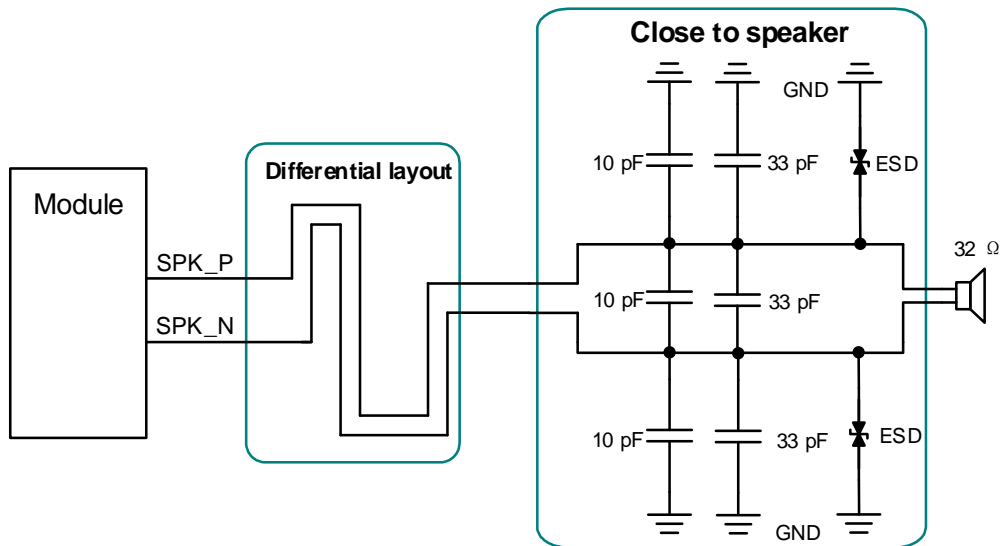 Close to speaker
GND
10 pF
33 pF
ESD
Differential layout
Module
SPK_P
32 Ω
10 pF
33 pF
SPK_N
10 pF
33 pF
ESD
GND